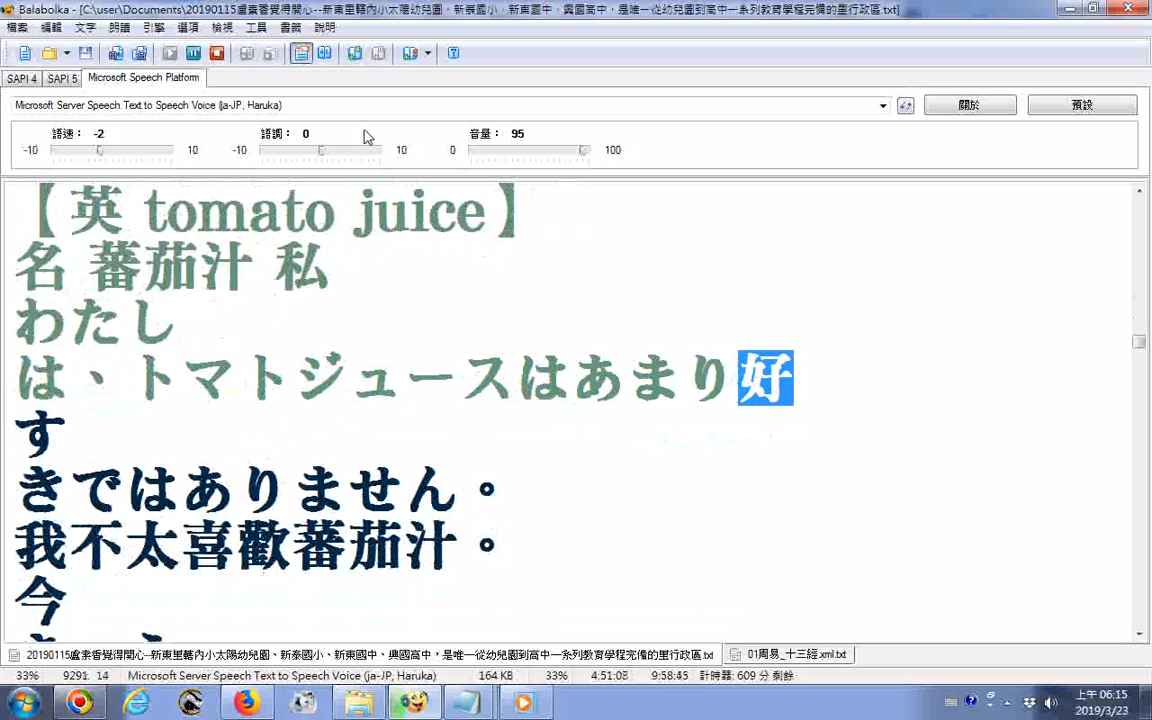 Balabolka - [C:\user\Documents\20190115盧素香覺得開心--新東里轄內小太陽幼兒園、新泰國小、新東國中、興國高中，是唯一從幼兒園到高中一系列教育學程完備的里行政區.txt]
檔案 編輯 文字 朗讀 引擎 選項 檢視 工具 書籤 說明
SAPI 4 SAPI 5 Microsoft Speech Platform
Microsoft Server Speech Text to Speech Voice (ja-JP, Haruka) 關於 預設
語速： -2 語調： 0 音量： 95
-10 10 -10 10 0 100
【英 tomato juice】
名 蕃茄汁 私
わたし
は、トマトジュースはあまり好
す
きではありません。
我不太喜歡蕃茄汁。
今
20190115盧素香覺得開心--新東里轄內小太陽幼兒園、新泰國小、新東國中、興國高中，是唯一從幼兒園到高中一系列教育學程完備的里行政區.txt 01周易_十三經.xml.txt
33% 9291: 14 Microsoft Server Speech Text to Speech Voice (ja-JP, Haruka) 164 KB 33% 4:51:08 9:58:45 計時器: 609 分 剩餘
上午 06:15
2019/3/23